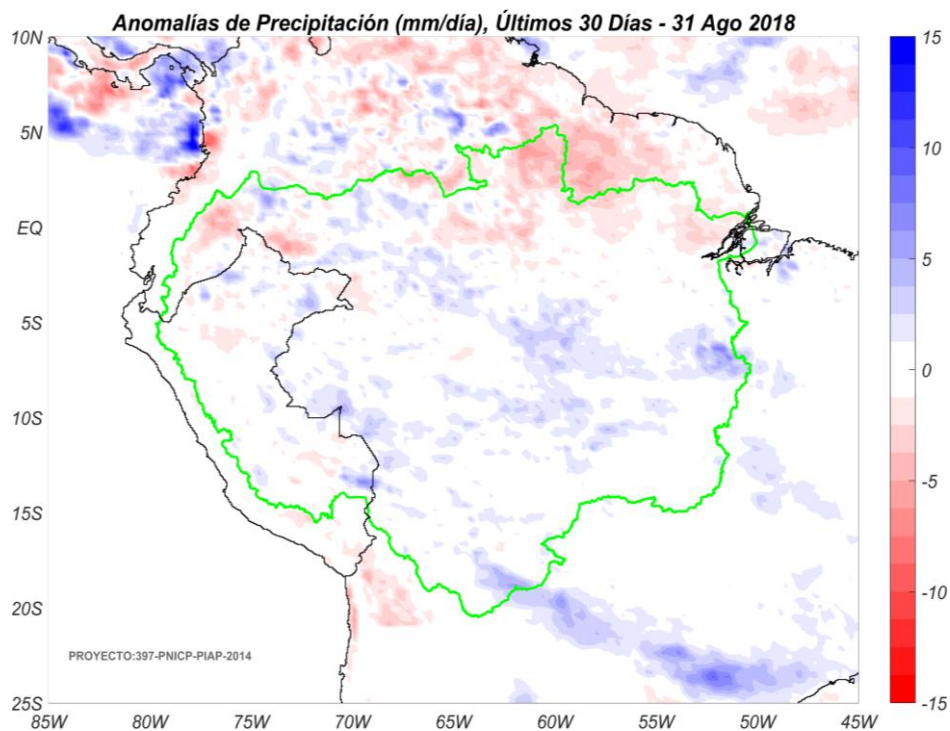 Anomalías de Precipitación (mm/día), Últimos 30 Días - 31 Ago 2018
10N
5N
EQ
5S
10S
15S
20S
25S
85W 80W 75W 70W 65W 60W 55W 50W 45W
15
10
5
0
-5
-10
-15
PROYECTO:397-PNICP-PIAP-2014